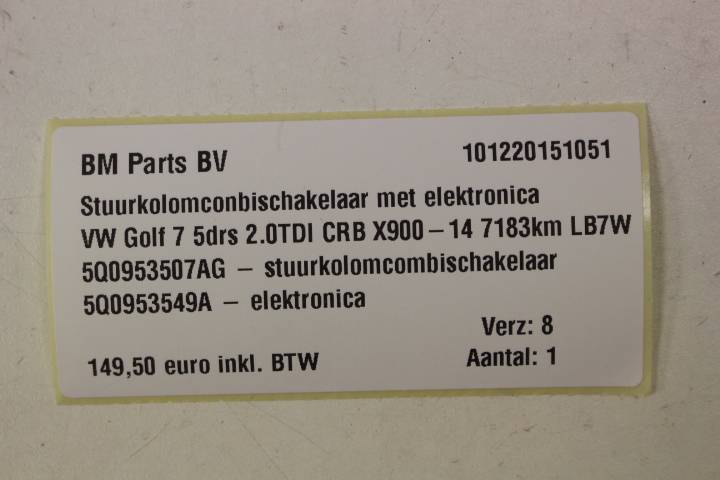 BM Parts BV 101220151051
Stuurkolomconbischakelaar met elektronica
VW Golf 7 5drs 2.0TDI CRB X900 – 14 7183km LB7W
5Q0953507AG – stuurkolomcombischakelaar
5Q0953549A – elektronica
Verz: 8
149,50 euro inkl. BTW Aantal: 1